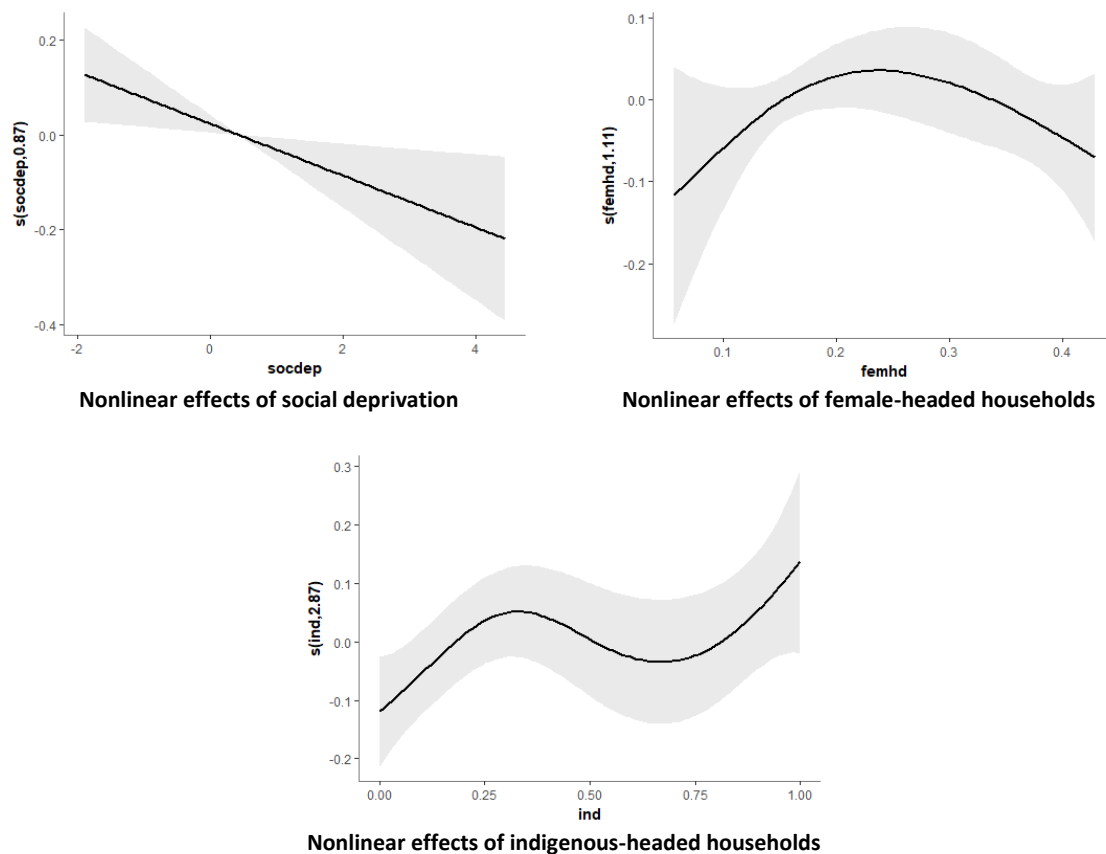 0.2
0.0
-0.2
-0.4
s(socdep,0.87)
-2 0 2 4
socdep
Nonlinear effects of social deprivation
0.1
0.0
-0.1
-0.2
s(femhd,1.11)
0.1 0.2 0.3 0.4
femhd
Nonlinear effects of female-headed households
0.3
0.2
0.1
0.0
-0.1
-0.2
s(ind,2.87)
0.00 0.25 0.50 0.75 1.00
ind
Nonlinear effects of indigenous-headed households